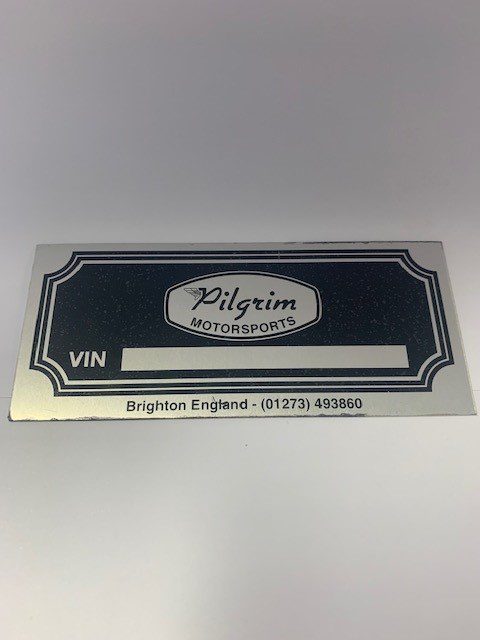 Pilgrim
MOTORSPORTS
VIN
Brighton England - (01273) 493860